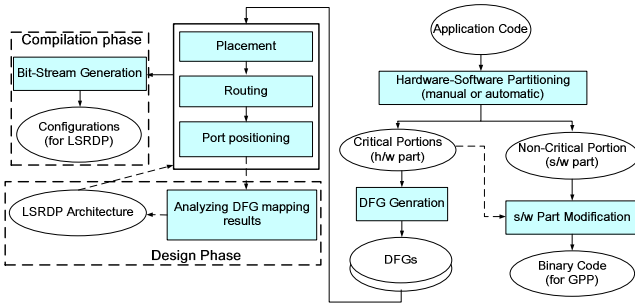 Compilation phase
Bit-Stream Generation
Configurations
(for LSRDP)
Placement
Routing
Port positioning
LSRDP Architecture
Analyzing DFG mapping
results
Design Phase
Application Code
Hardware-Software Partitioning
(manual or automatic)
Critical Portions
(h/w part)
Non-Critical Portion
(s/w part)
DFG Genration
s/w Part Modification
DFGs
Binary Code
(for GPP)